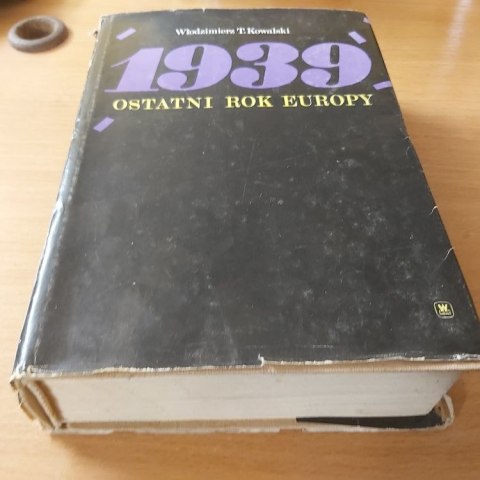 Włodzimierz T. Kowalski
1939
OSTATNI ROK EUROPY